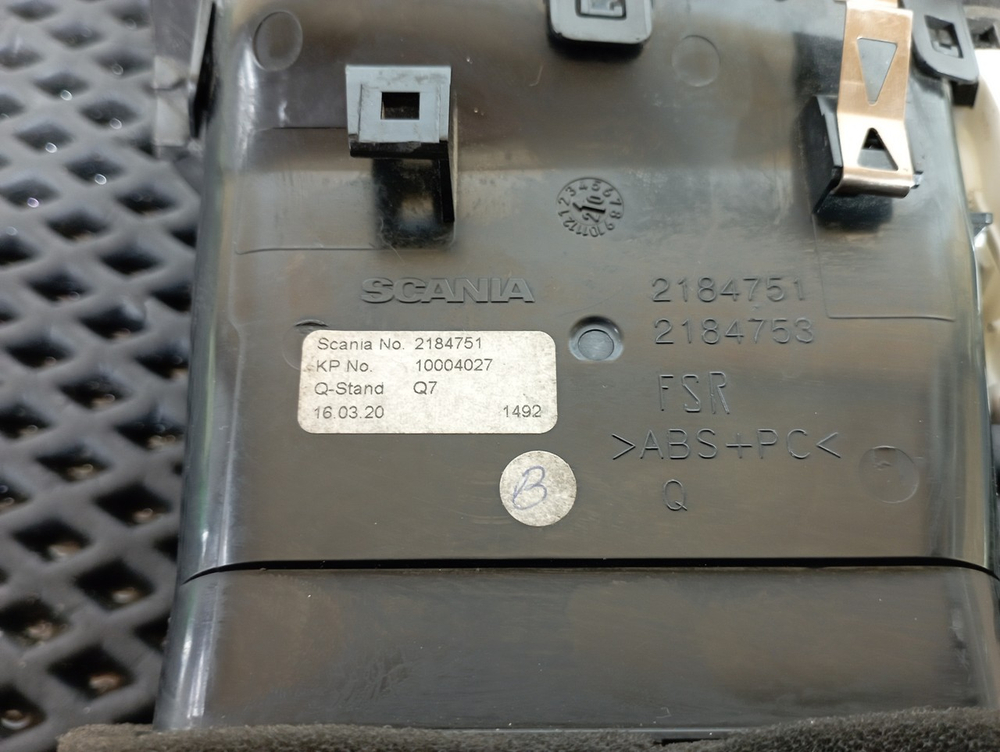 SCANIA
2184751
2184753
Scania No. 2184751
KP No. 10004027
Q-Stand Q7
16.03.20 1492
FSR
>ABS+PC<
B
Q